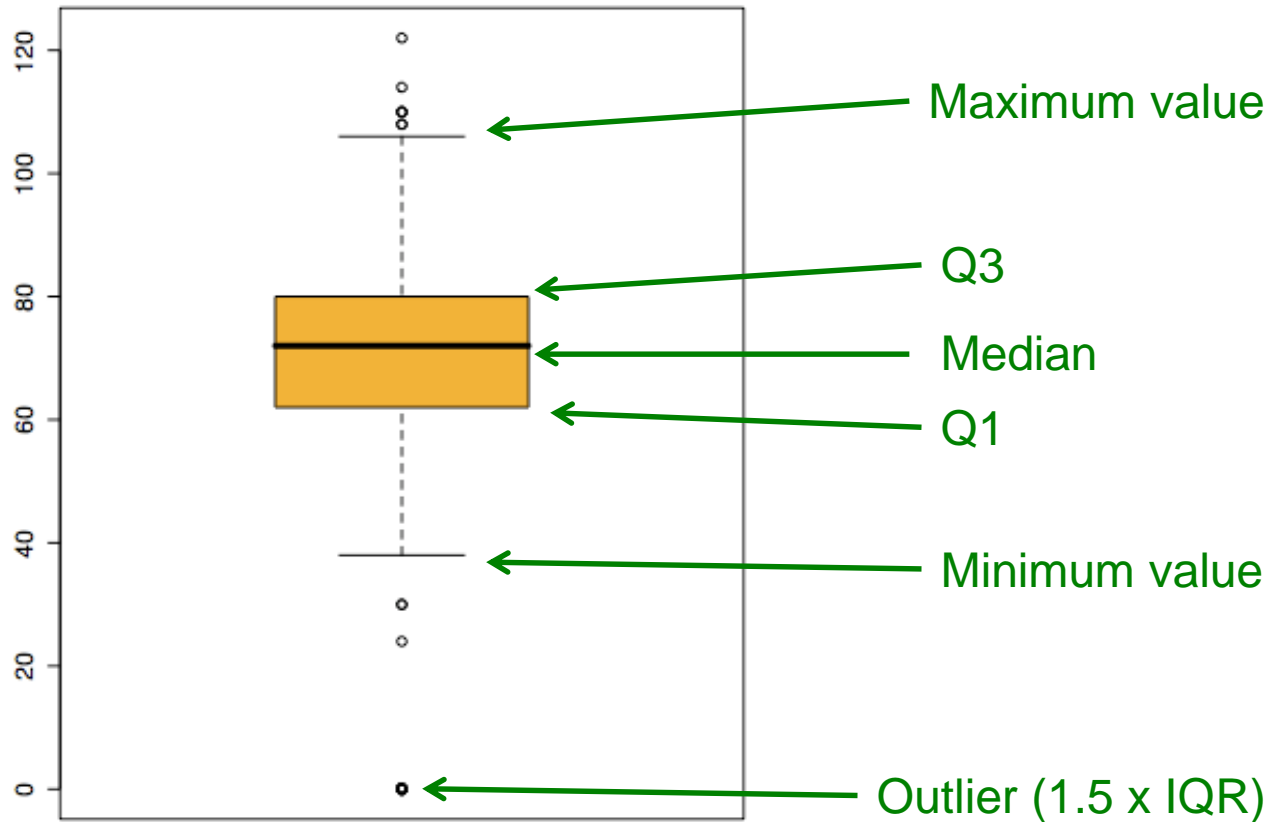 120
100
80
60
40
20
0
Maximum value
Q3
Median
Q1
Minimum value
Outlier (1.5 x IQR)